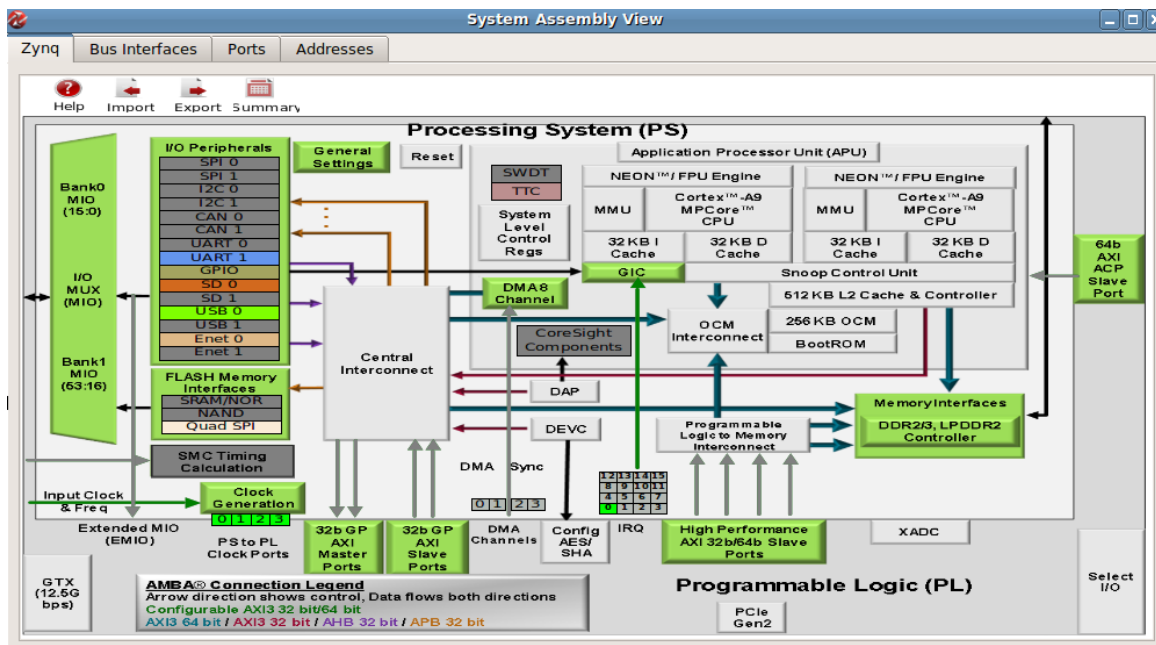 System Assembly View
Zynq Bus Interfaces Ports Addresses
Help Import Export Summary
Processing System (PS)
Bank0
MIO
(15:0)
I/O
MUX
(MIO)
Bank1
MIO
(53:16)
I/O Peripherals
SPI 0
SPI 1
I2C 0
I2C 1
CAN 0
CAN 1
UART 0
UART 1
GPIO
SD 0
SD 1
USB 0
USB 1
Enet 0
Enet 1
FLASH Memory
Interfaces
SRAM/NOR
NAND
Quad SPI
SMC Timing
Calculation
General
Settings
Reset
Application Processor Unit (APU)
SWDT
TTC
System
Level
Control
Regs
NEON™/ FPU Engine
MMU
Cortex™-A9
MPCore™
CPU
32 KB I
Cache
32 KB D
Cache
NEON™/ FPU Engine
MMU
Cortex™-A9
MPCore™
CPU
32 KB I
Cache
32 KB D
Cache
GIC
Snoop Control Unit
DMA8
Channel
512 KB L2 Cache & Controller
OCM
Interconnect
256 KB OCM
BootROM
CoreSight
Components
Central
Interconnect
DAP
DEVC
Programmable
Logic to Memory
Interconnect
Memory Interfaces
DDR2/3, LPDDR2
Controller
64b
AXI
ACP
Slave
Port
DMA Sync
12 13 14 15
8 9 10 11
4 5 6 7
0 1 2 3
0 1 2 3
Input Clock
& Freq
Clock
Generation
0 1 2 3
Extended MIO
(EMIO)
PS to PL
Clock Ports
32b GP
AXI
Master
Ports
32b GP
AXI
Slave
Ports
DMA
Channels
Config
AES/
SHA
IRQ
High Performance
AXI 32b/64b Slave
Ports
XADC
GTX
(12.5G
bps)
AMBA® Connection Legend
Arrow direction shows control, Data flows both directions
Configurable AXI3 32 bit/64 bit
AXI3 64 bit / AXI3 32 bit / AHB 32 bit / APB 32 bit
Programmable Logic (PL)
PCIe
Gen2
Select
I/O